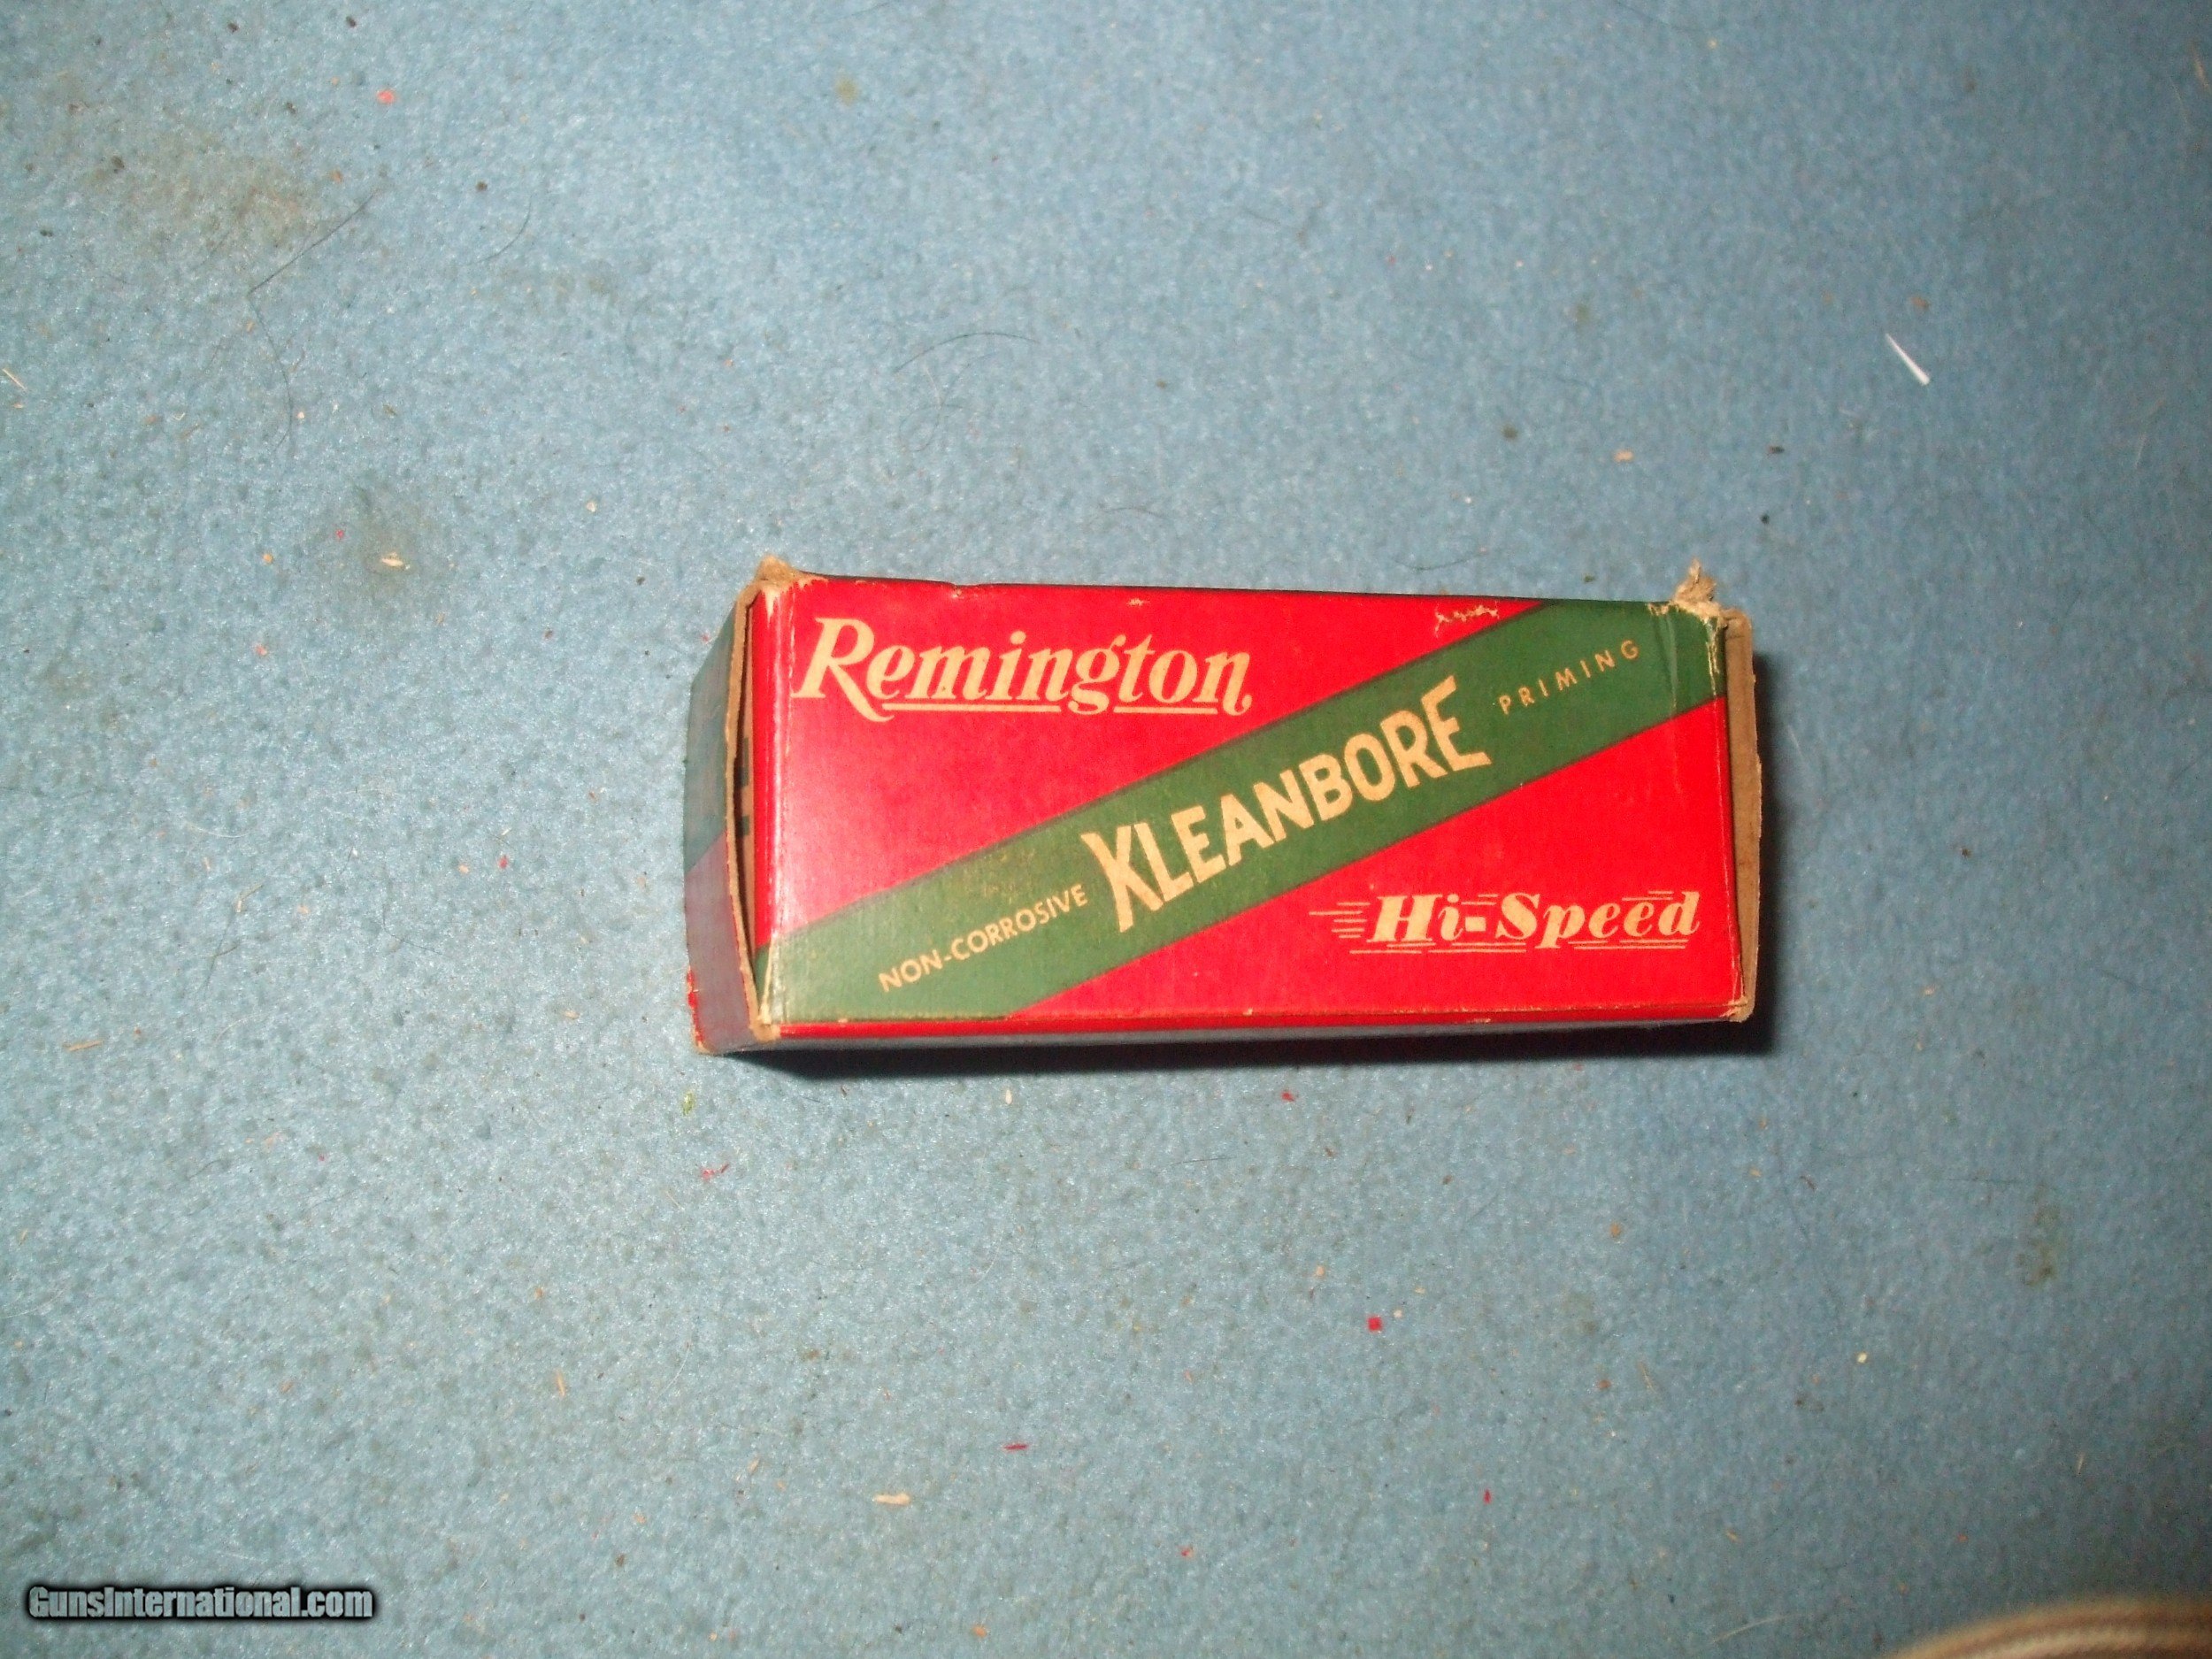 Remington
NON-CORROSIVE KLEANBORE PRIMING
Hi-Speed
GunsInternational.com